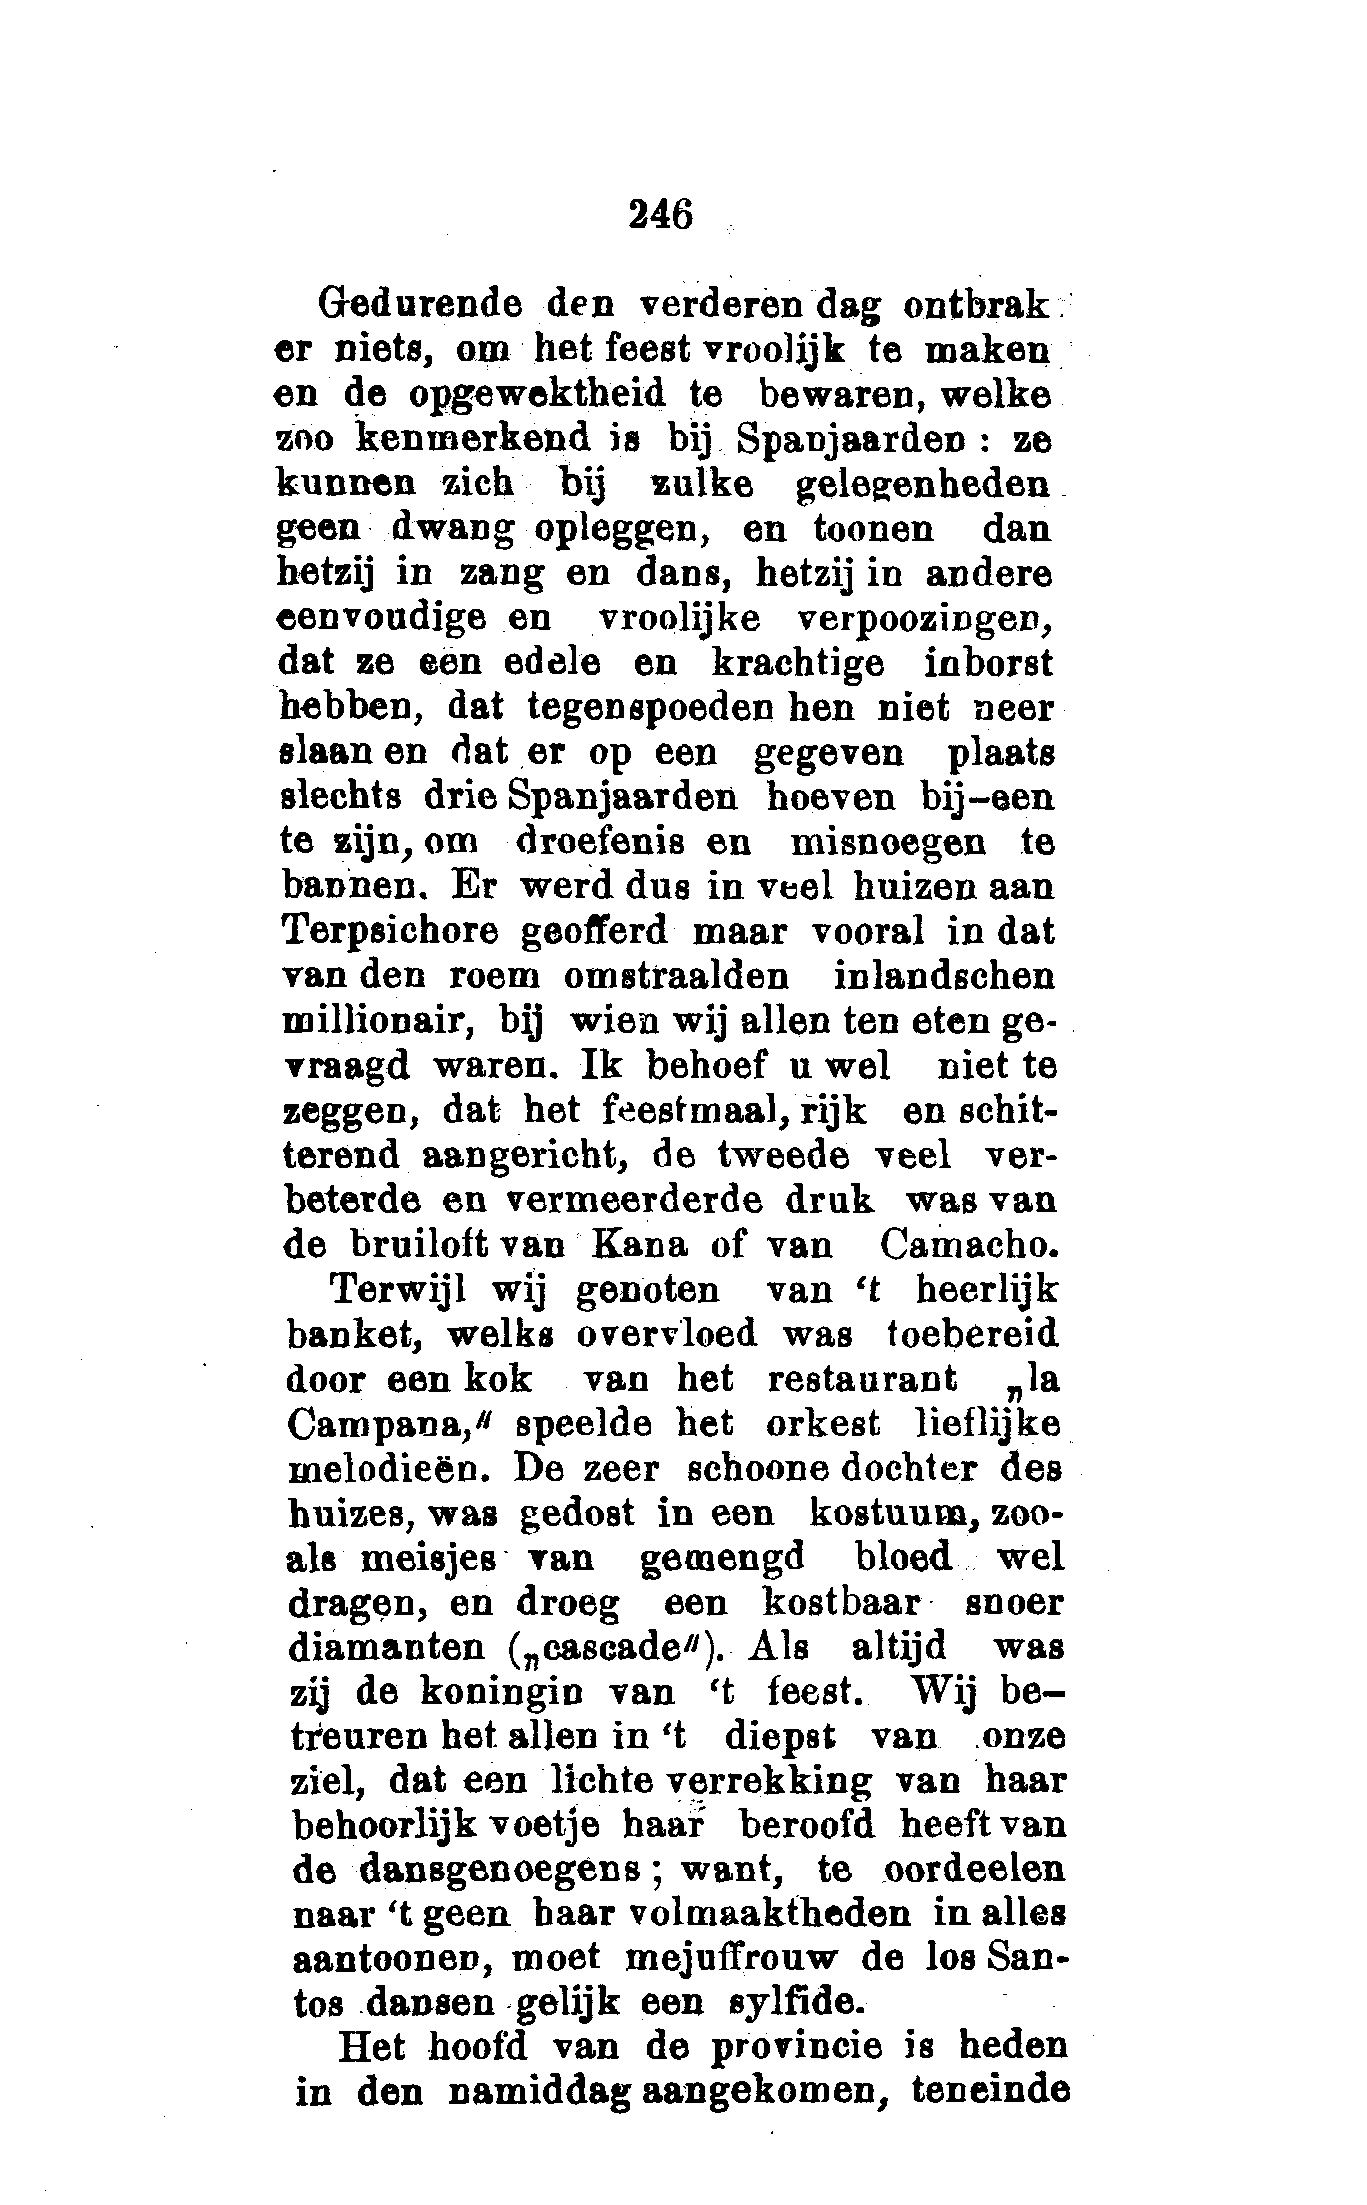 246
Gedurende den verderen dag ontbrak
er niets, om het feest vroolijk te maken
en de opgewektheid te bewaren, welke
zoo kenmerkend is bij Spanjaarden : ze
kunnen zich bij zulke gelegenheden
geen dwang opleggen, en toonen dan
hetzij in zang en dans, hetzij in andere
eenvoudige en vroolijke verpoozingen,
dat ze een edele en krachtige inborst
hebben, dat tegenspoeden hen niet neer
slaan en dat er op een gegeven plaats
slechts drie Spanjaarden hoeven bij-een
te zijn, om droefenis en misnoegen te
bannen. Er werd dus in veel huizen aan
Terpsichore geofferd maar vooral in dat
van den roem omstraalden inlandschen
millionair, bij wien wij allen ten eten ge-
vraagd waren. Ik behoef u wel niet te
zeggen, dat het feestmaal, rijk en schit-
terend aangericht, de tweede veel ver-
beterde en vermeerderde druk was van
de bruiloft van Kana of van Camacho.
Terwijl wij genoten van ‘t heerlijk
banket, welks overvloed was toebereid
door een kok van het restaurant „la
Campana,“ speelde het orkest lieflijke
melodieën. De zeer schoone dochter des
huizes, was gedost in een kostuum, zoo-
als meisjes van gemengd bloed wel
dragen, en droeg een kostbaar snoer
diamanten („cascade“). Als altijd was
zij de koningin van ‘t feest. Wij be-
treuren het allen in ‘t diepst van onze
ziel, dat een lichte verrekking van haar
behoorlijk voetje haar beroofd heeft van
de dansgenoegens ; want, te oordeelen
naar ‘t geen haar volmaaktheden in alles
aantoonen, moet mejuffrouw de los San-
tos dansen gelijk een sylfide.
Het hoofd van de provincie is heden
in den namiddag aangekomen, teneinde